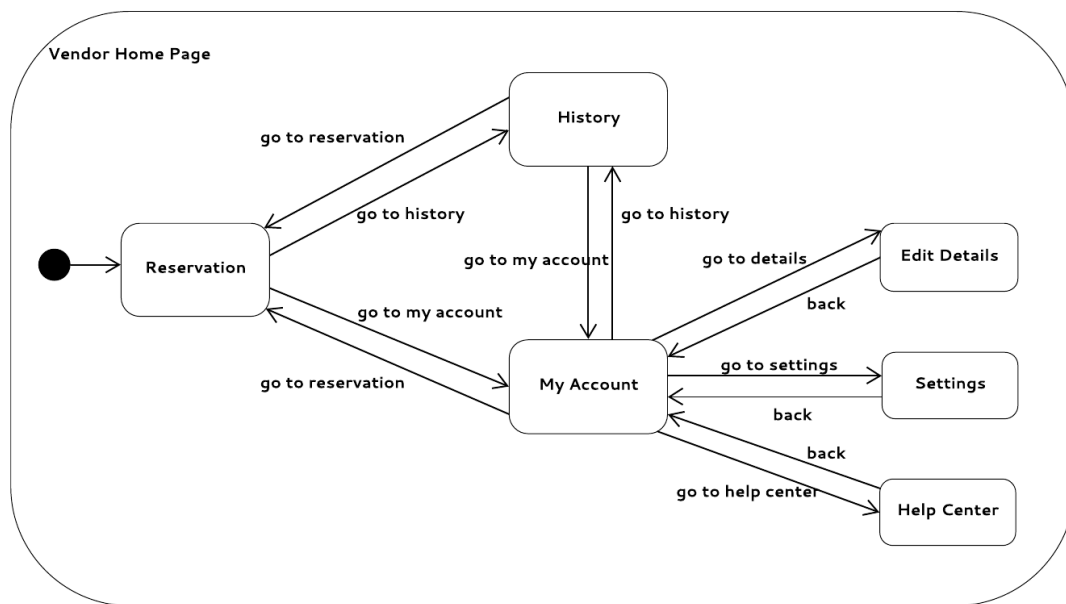 Vendor Home Page
History
go to reservation
go to history
go to history
Reservation
go to my account
go to details
Edit Details
back
go to my account
go to reservation
My Account
go to settings
Settings
back
back
go to help center
Help Center